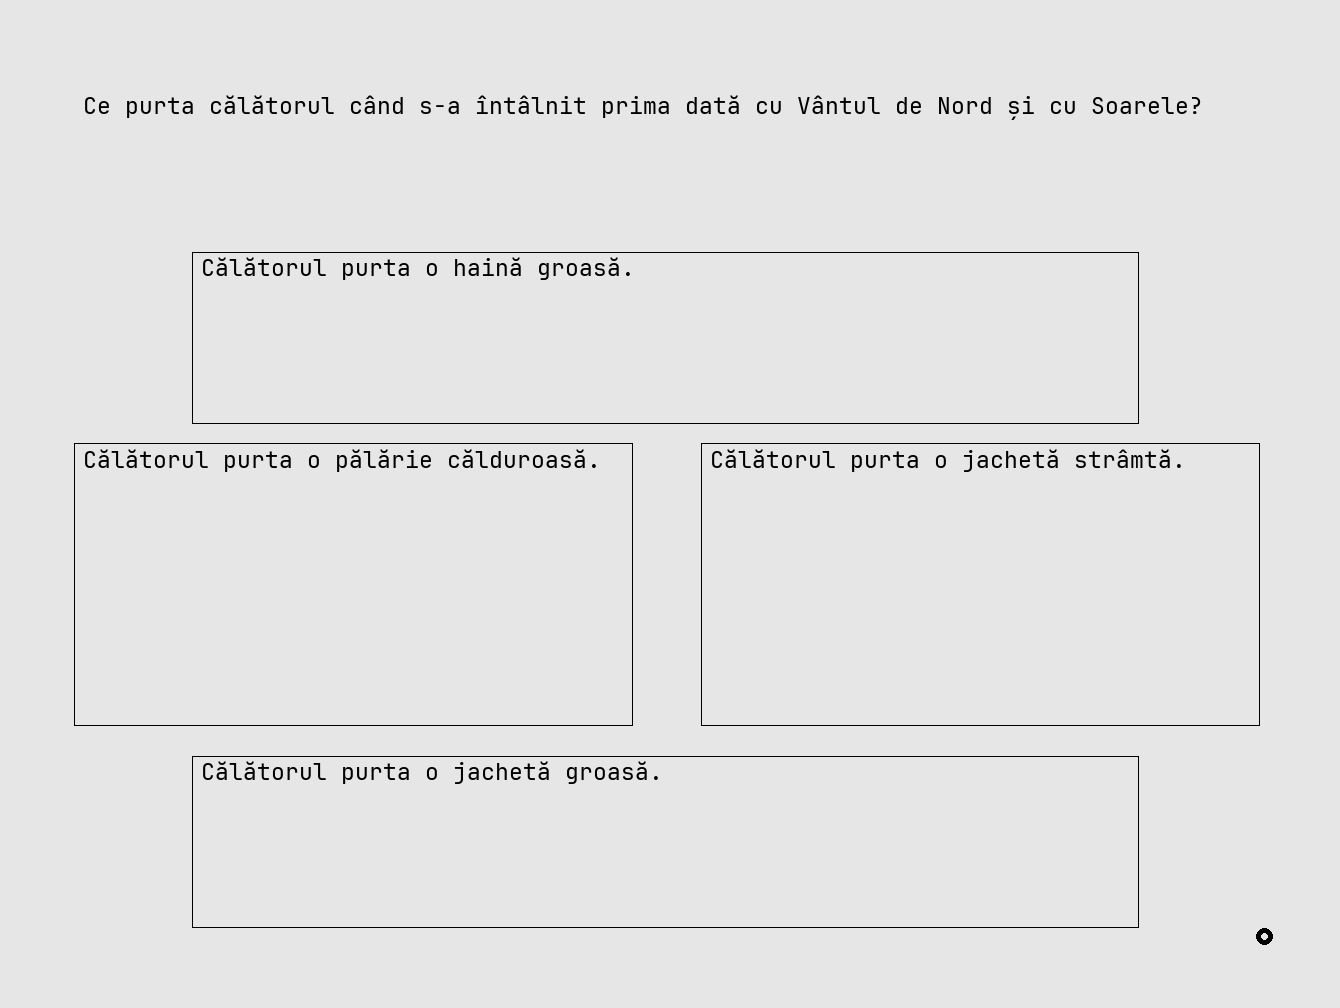 Ce purta călătorul când s-a întâlnit prima dată cu Vântul de Nord și cu Soarele?
Călătorul purta o haină groasă.
Călătorul purta o pălărie călduroasă.
Călătorul purta o jachetă strâmtă.
Călătorul purta o jachetă groasă.